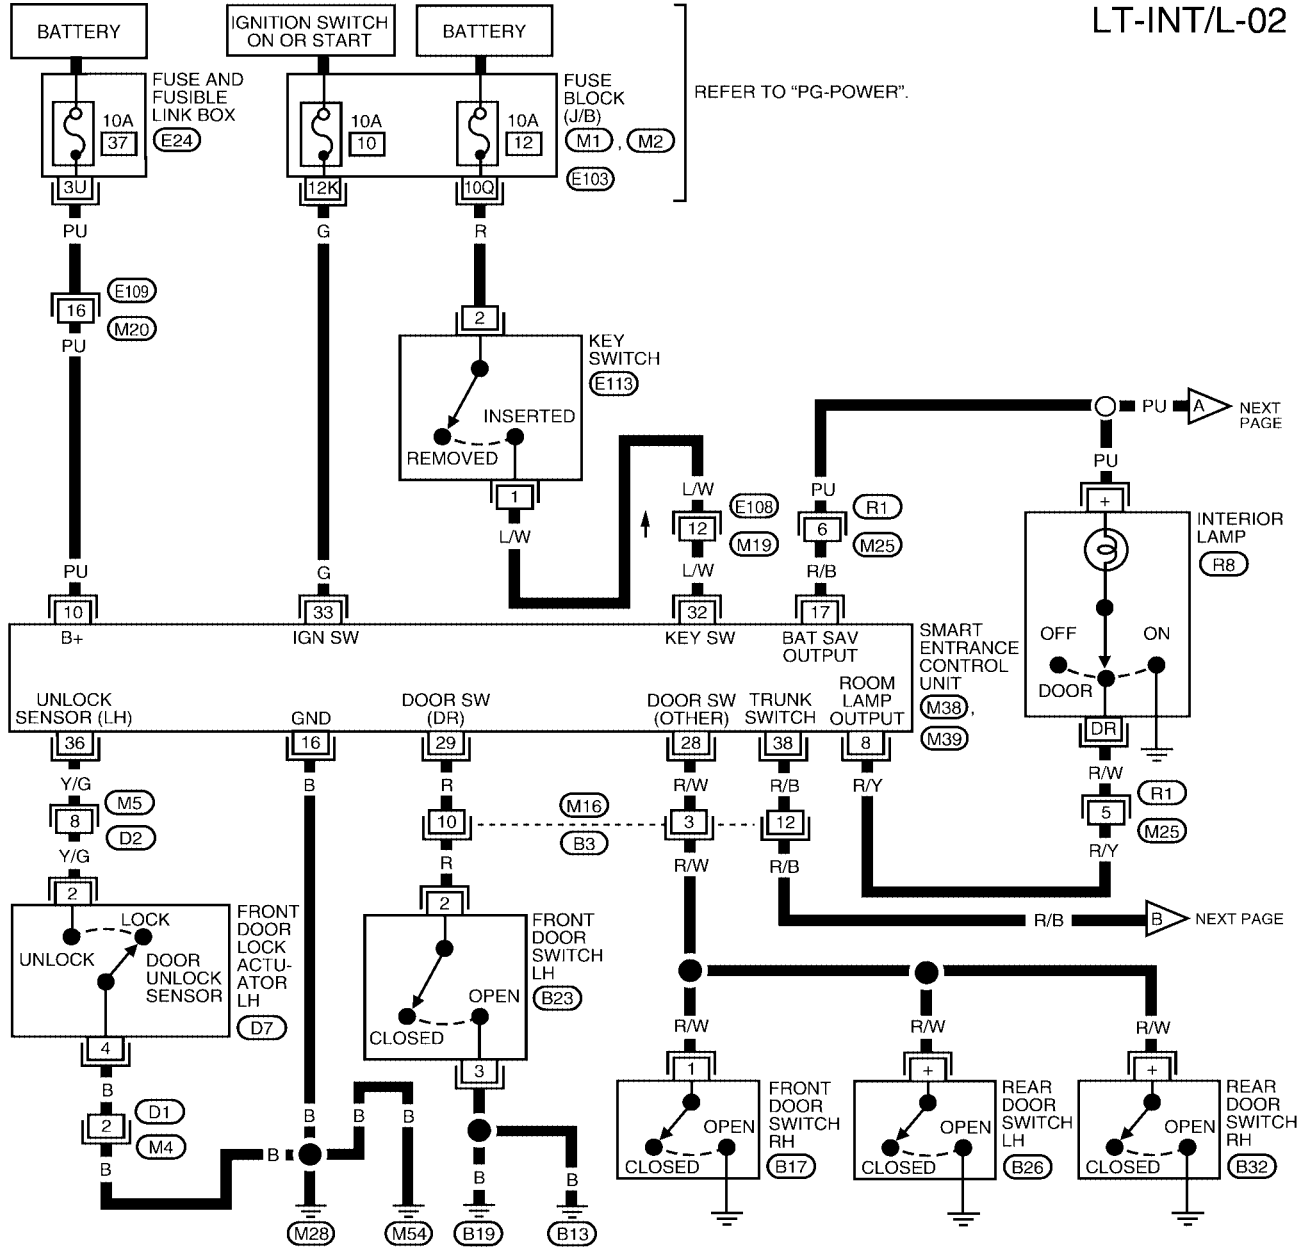 LT-INT/L-02
BATTERY
IGNITION SWITCH
ON OR START
BATTERY
FUSE AND
FUSIBLE
LINK BOX
E24
10A
37
10A
10
10A
12
FUSE
BLOCK
(J/B)
M1 , M2
E103
REFER TO “PG-POWER”.
3U
12K
10Q
PU
G
R
E109
16
M20
PU
2
KEY
SWITCH
E113
INSERTED
REMOVED
1
L/W
L/W
E108
12
M19
L/W
PU
R1
6
M25
R/B
PU
A
NEXT
PAGE
PU
+
INTERIOR
LAMP
R8
OFF
ON
DOOR
DR
R/W
R1
5
M25
R/Y
PU
G
10
33
32
17
B+
IGN SW
KEY SW
BAT SAV
OUTPUT
SMART
ENTRANCE
CONTROL
UNIT
M38 ,
M39
UNLOCK
SENSOR (LH)
GND
DOOR SW
(DR)
DOOR SW
(OTHER)
TRUNK
SWITCH
ROOM
LAMP
OUTPUT
36
16
29
28
38
8
Y/G
B
R
R/W
R/B
R/Y
M5
8
D2
Y/G
10
M16
B3
3
12
R
R/W
R/B
2
LOCK
UNLOCK
DOOR
UNLOCK
SENSOR
FRONT
DOOR
LOCK
ACTU-
ATOR
LH
D7
4
B
D1
2
M4
B
2
FRONT
DOOR
SWITCH
LH
B23
OPEN
CLOSED
3
R/B
B
NEXT PAGE
R/W
R/W
R/W
1
+
+
FRONT
DOOR
SWITCH
RH
B17
OPEN
CLOSED
REAR
DOOR
SWITCH
LH
B26
OPEN
CLOSED
REAR
DOOR
SWITCH
RH
B32
OPEN
CLOSED
B
B
B
B
B
B
M28
M54
B19
B13